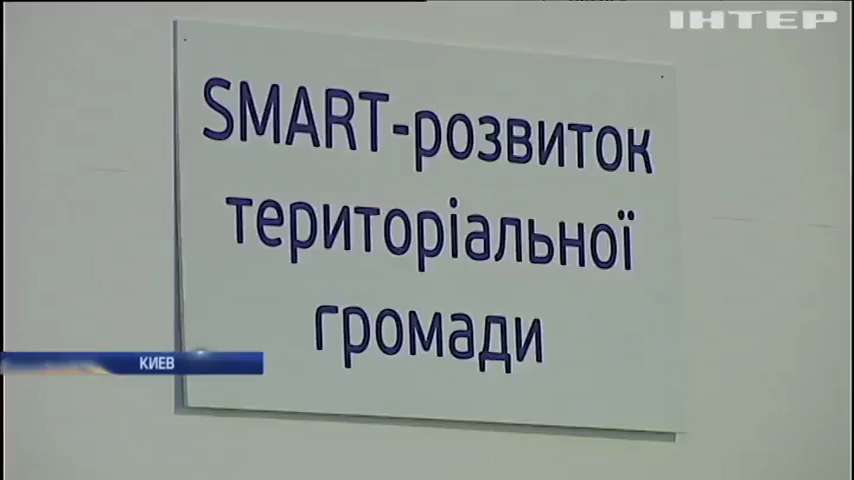 ІНТЕР
SMART-розвиток
територіальної
громади
КИЕВ